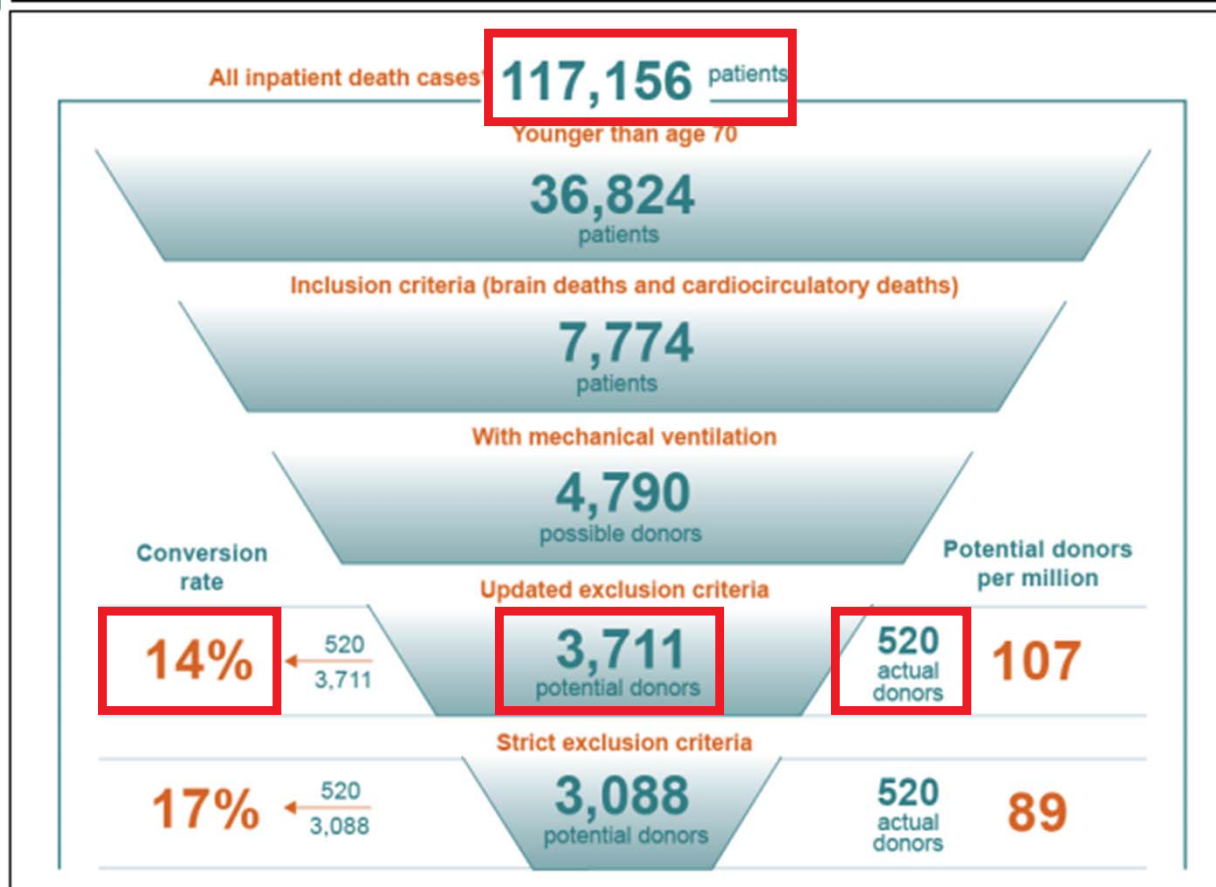 All inpatient death cases* 117,156 patients
Younger than age 70
36,824
patients
Inclusion criteria (brain deaths and cardiocirculatory deaths)
7,774
patients
With mechanical ventilation
4,790
possible donors
Conversion
rate
Potential donors
per million
Updated exclusion criteria
14%
520
3,711
3,711
potential donors
520
actual
donors
107
Strict exclusion criteria
17%
520
3,088
3,088
potential donors
520
actual
donors
89